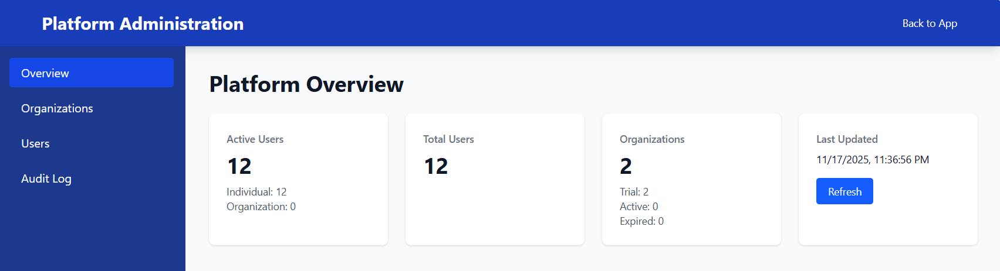 Platform Administration
Back to App
Overview
Organizations
Users
Audit Log
Platform Overview
Active Users
12
Individual: 12
Organization: 0
Total Users
12
Organizations
2
Trial: 2
Active: 0
Expired: 0
Last Updated
11/17/2025, 11:36:56 PM
Refresh